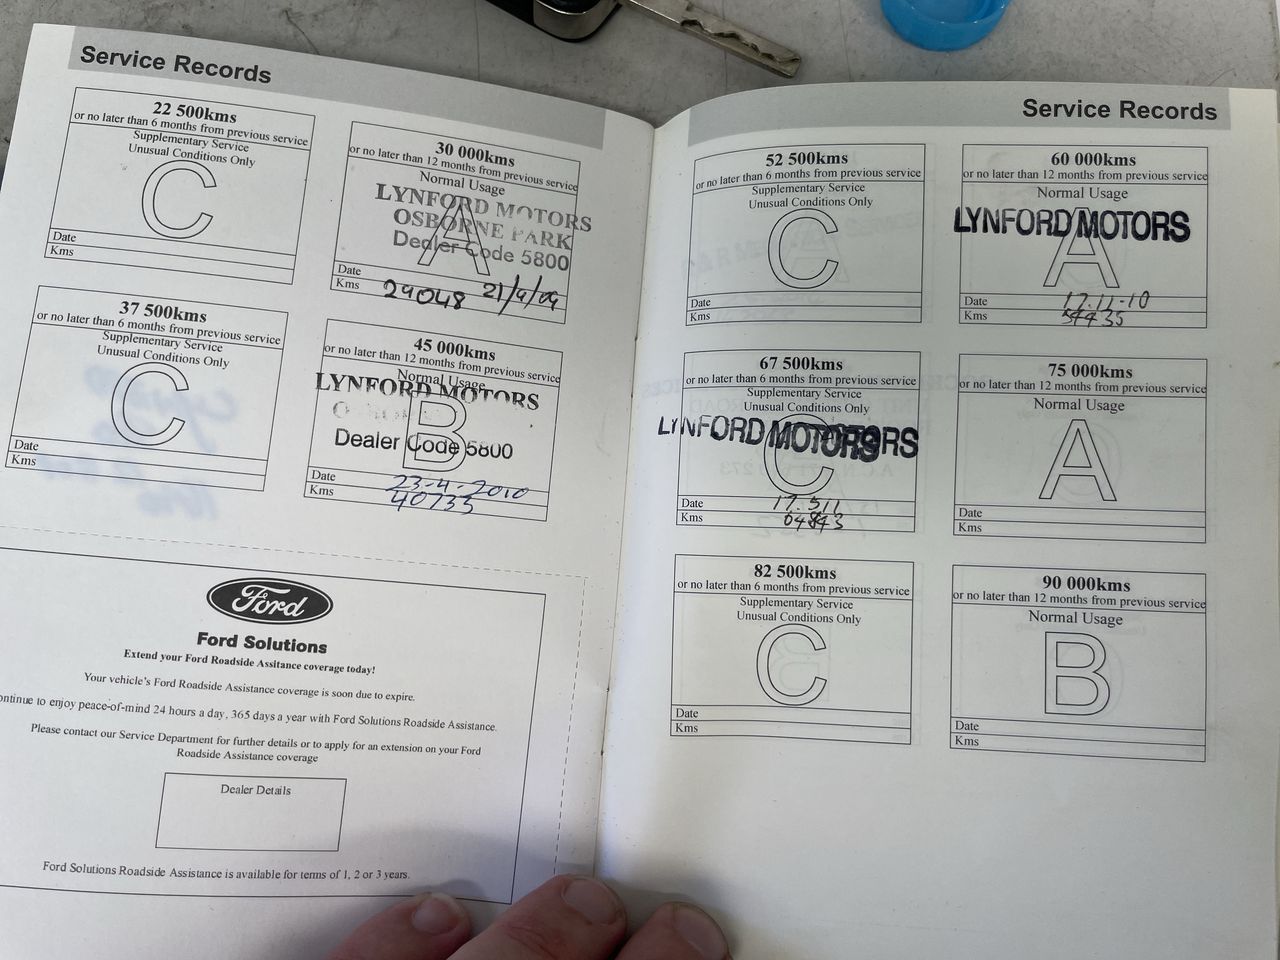 Service Records
22 500kms
or no later than 6 months from previous service
Supplementary Service
Unusual Conditions Only
C
Date
Kms
30 000kms
or no later than 12 months from previous service
Normal Usage
A
LYNFORD MOTORS
OSBORNE PARK
Dealer Code 5800
Date
Kms 29048 21/4/09
37 500kms
or no later than 6 months from previous service
Supplementary Service
Unusual Conditions Only
C
Date
Kms
45 000kms
or no later than 12 months from previous service
Normal Usage
B
LYNFORD MOTORS
Dealer Code 5800
Date 23-4-2010
Kms 40733
Ford
Ford Solutions
Extend your Ford Roadside Assitance coverage today!
Your vehicle's Ford Roadside Assistance coverage is soon due to expire.
ontinue to enjoy peace-of-mind 24 hours a day, 365 days a year with Ford Solutions Roadside Assistance.
Please contact our Service Department for further details or to apply for an extension on your Ford
Roadside Assistance coverage
Dealer Details
Ford Solutions Roadside Assistance is available for terms of 1, 2 or 3 years.
Service Records
52 500kms
or no later than 6 months from previous service
Supplementary Service
Unusual Conditions Only
C
Date
Kms
60 000kms
or no later than 12 months from previous service
Normal Usage
A
LYNFORD MOTORS
Date 17.11-10
Kms 54435
67 500kms
or no later than 6 months from previous service
Supplementary Service
Unusual Conditions Only
C
LYNFORD MOTORS
Date 17.511
Kms 64843
75 000kms
or no later than 12 months from previous service
Normal Usage
A
Date
Kms
82 500kms
or no later than 6 months from previous service
Supplementary Service
Unusual Conditions Only
C
Date
Kms
90 000kms
or no later than 12 months from previous service
Normal Usage
B
Date
Kms